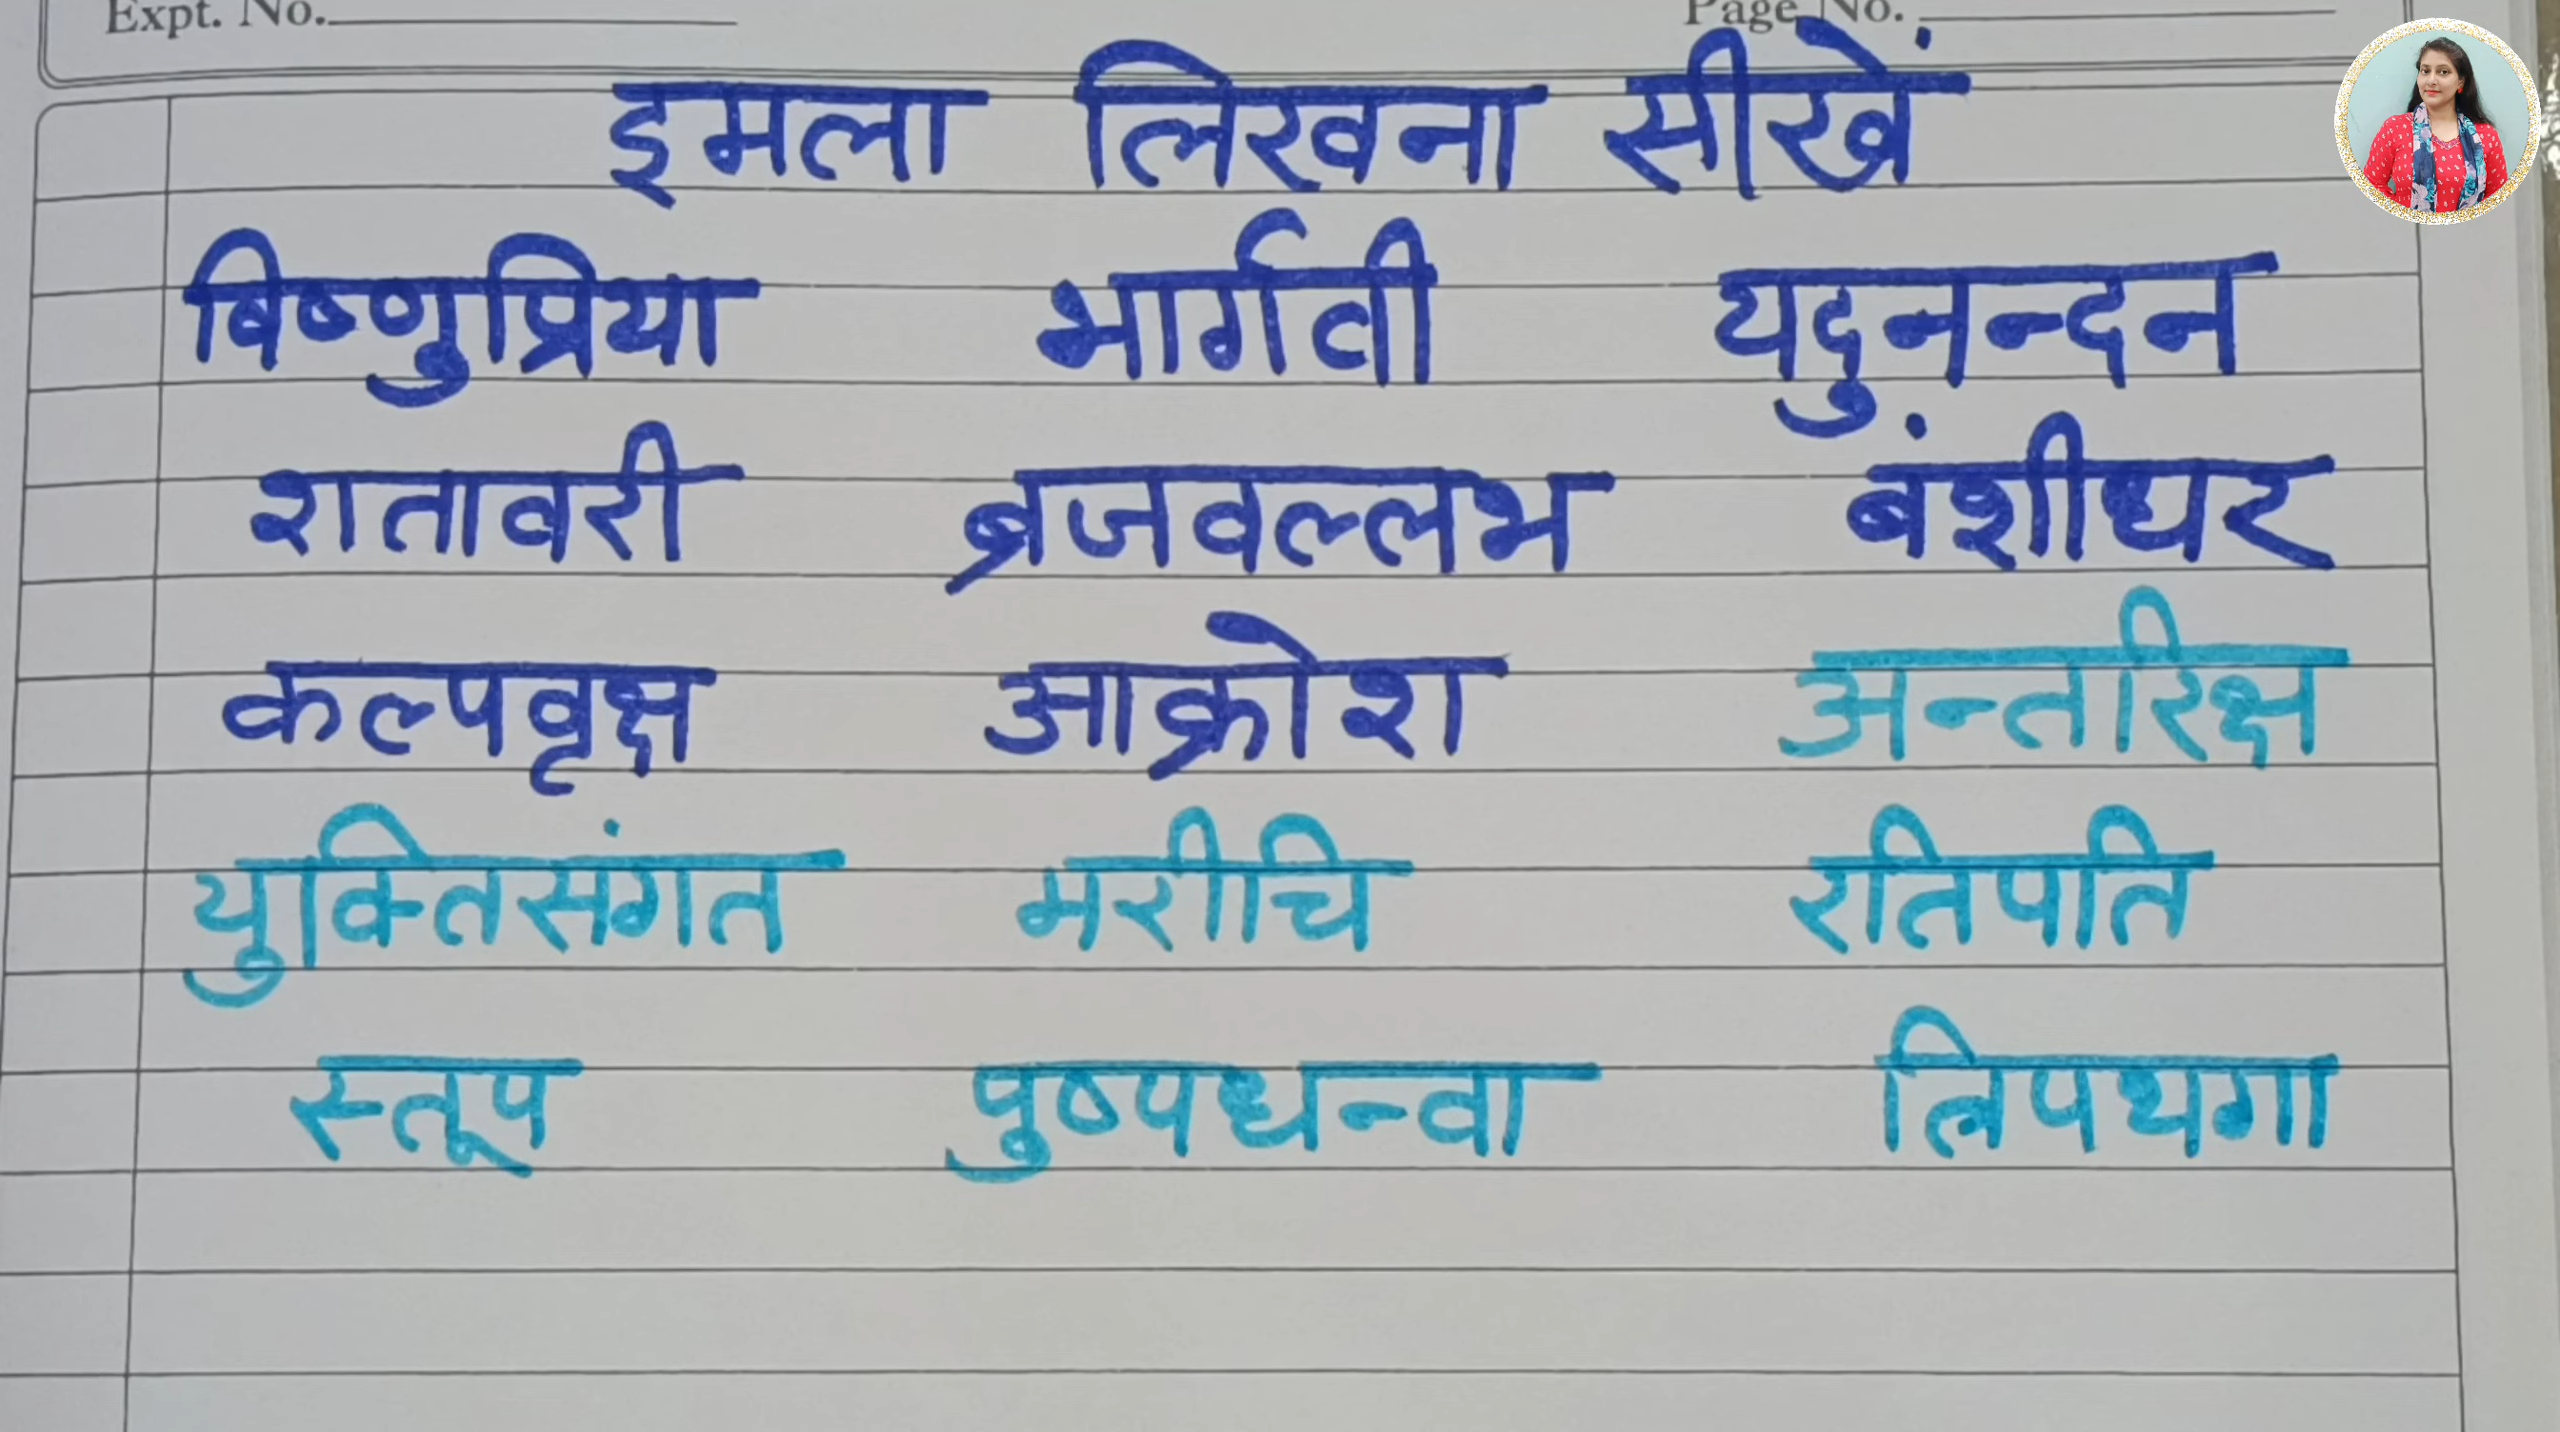 Expt. No. Page No.
इमला लिखना सीखें
विष्णुप्रिया भार्गवी यदुनन्दन
शतावरी ब्रजवल्लभ बंशीधर
कल्पवृक्ष आक्रोश अन्तरिक्ष
युक्तिसंगत मरीचि रतिपति
स्तूप पुष्पधन्वा त्रिपथगा